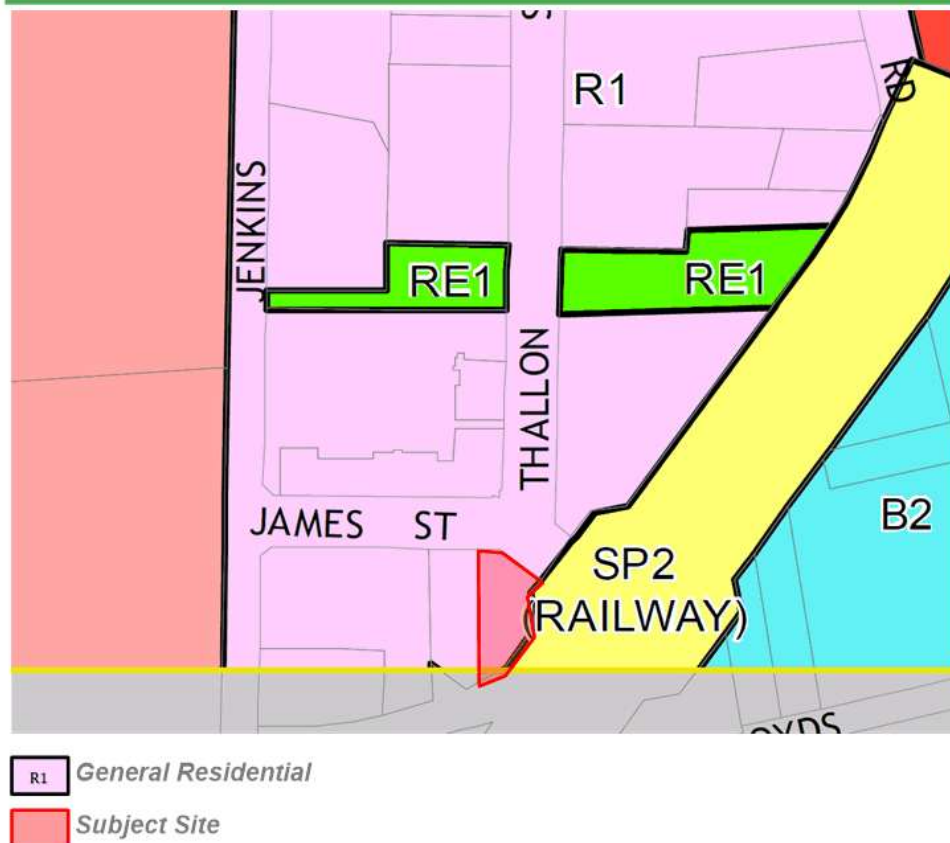 R1
RD
JENKINS
RE1
RE1
THALLON
JAMES ST
B2
SP2
(RAILWAY)
R1 General Residential
Subject Site